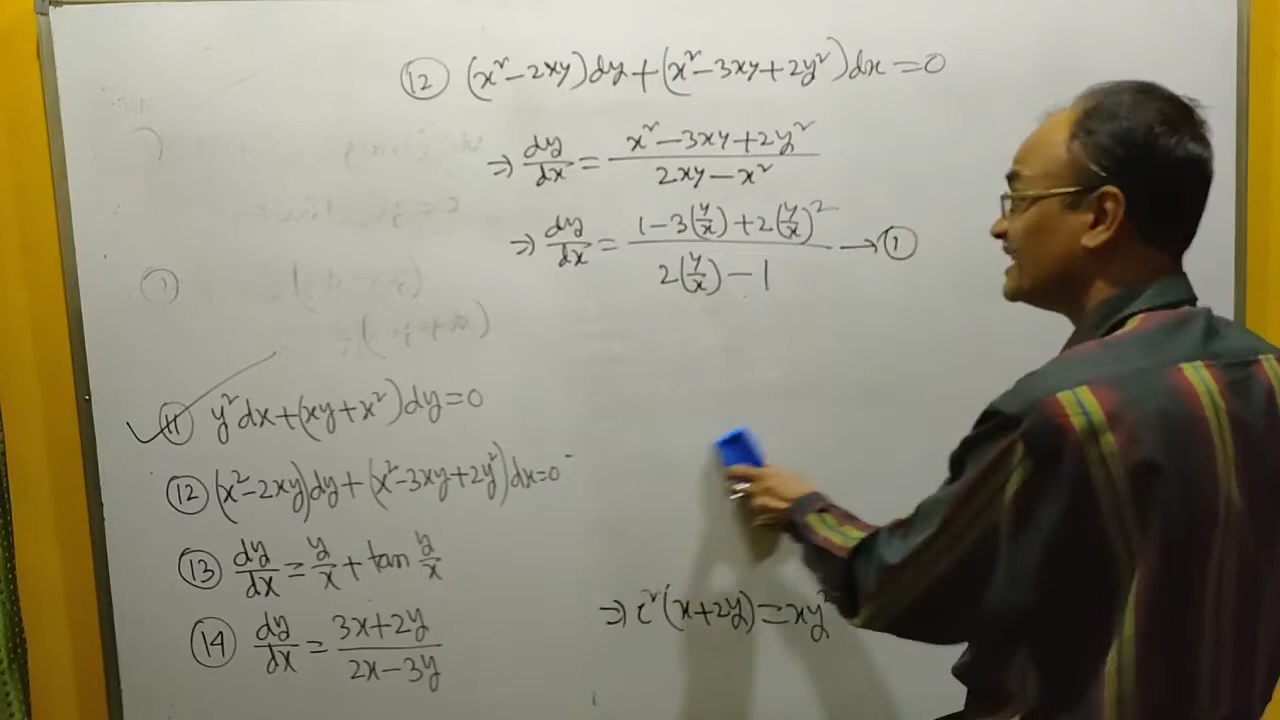 ⑫ (x²-2xy)dy+(x²-3xy+2y²)dx=0
⇒ dy/dx = (x²-3xy+2y²)/(2xy-x²)
⇒ dy/dx = (1-3(y/x)+2(y/x)²)/(2(y/x)-1) → ①
⑪ y²dx+(xy+x²)dy=0
⑫ (x²-2xy)dy+(x²-3xy+2y²)dx=0
⑬ dy/dx = y/x + tan y/x
⑭ dy/dx = (3x+2y)/(2x-3y)
⇒ c²(x+2y)=xy²